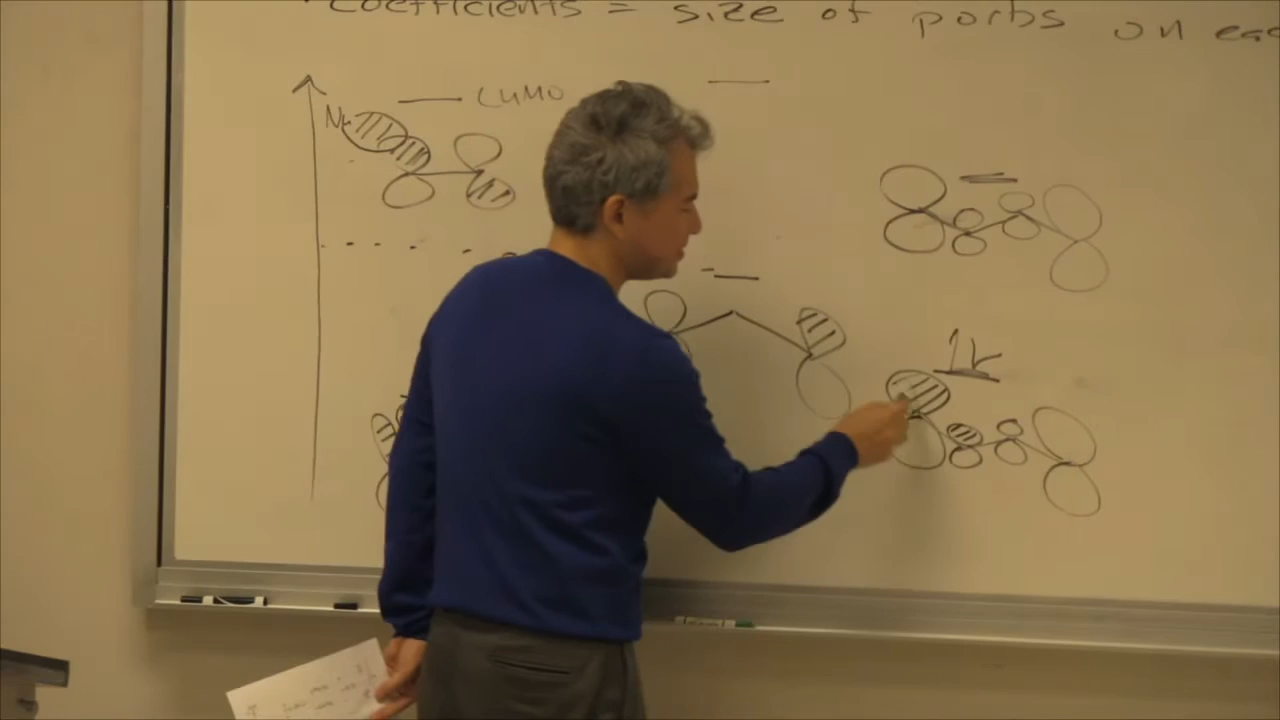 coefficients = size of porbs on eac
LUMO
Nu